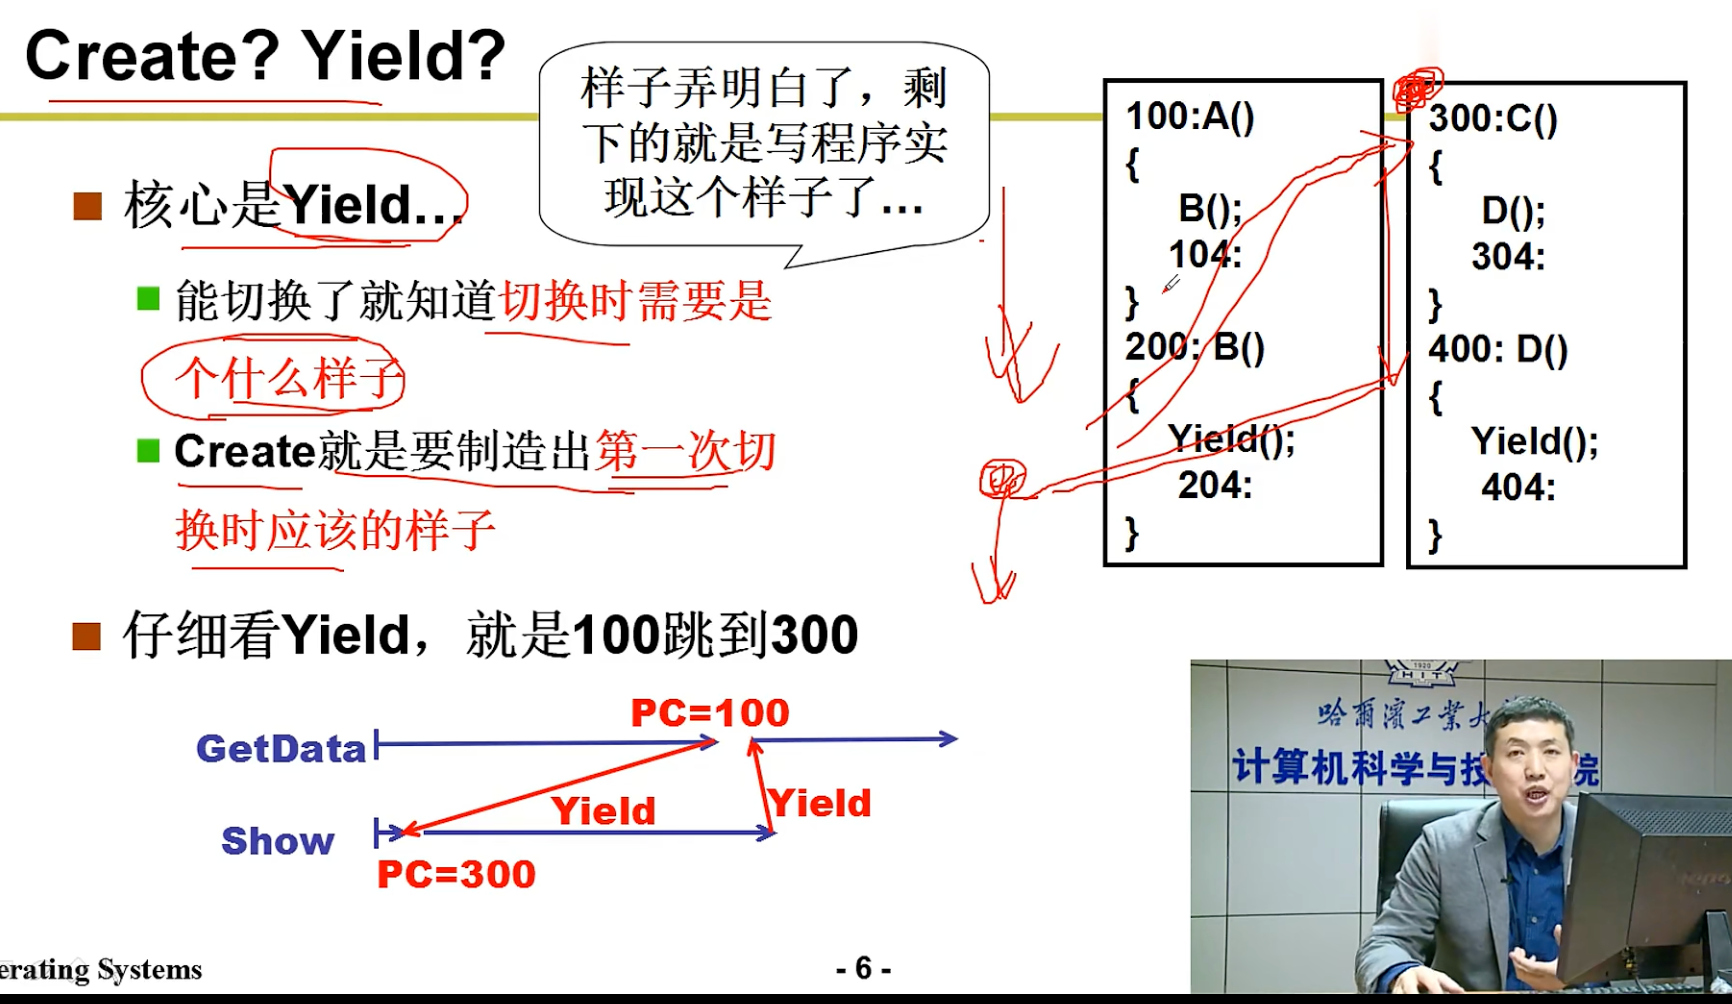 Create? Yield?
样子弄明白了，剩
下的就是写程序实
现这个样子了…
核心是Yield…
能切换了就知道切换时需要是
个什么样子
Create就是要制造出第一次切
换时应该的样子
仔细看Yield，就是100跳到300
100:A()
{
B();
104:
}
200: B()
{
Yield();
204:
}
300:C()
{
D();
304:
}
400: D()
{
Yield();
404:
}
PC=100
GetData
Yield
Yield
Show
PC=300
1920
HIT
哈爾濱工業大
计算机科学与技
院
erating Systems
- 6 -